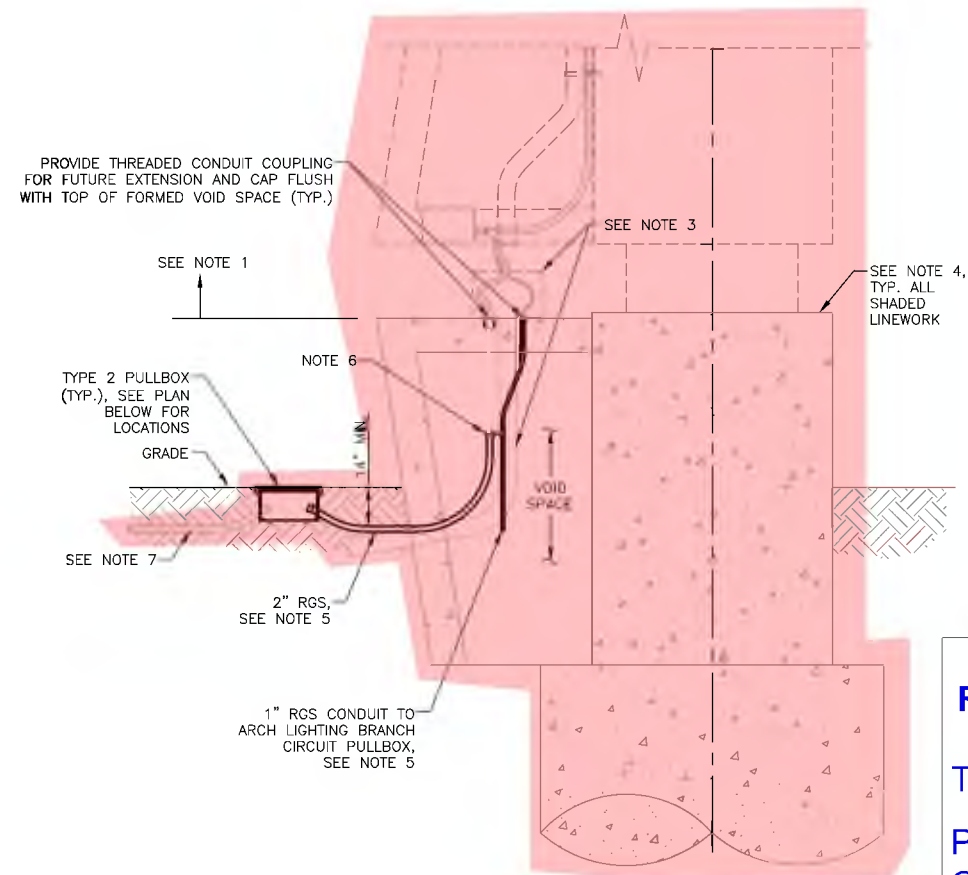 PROVIDE THREADED CONDUIT COUPLING
FOR FUTURE EXTENSION AND CAP FLUSH
WITH TOP OF FORMED VOID SPACE (TYP.)
SEE NOTE 3
SEE NOTE 1
SEE NOTE 4,
TYP. ALL
SHADED
LINEWORK
NOTE 6
TYPE 2 PULLBOX
(TYP.), SEE PLAN
BELOW FOR
LOCATIONS
GRADE
MIN
VOID
SPACE
SEE NOTE 7
2" RGS,
SEE NOTE 5
1" RGS CONDUIT TO
ARCH LIGHTING BRANCH
CIRCUIT PULLBOX,
SEE NOTE 5